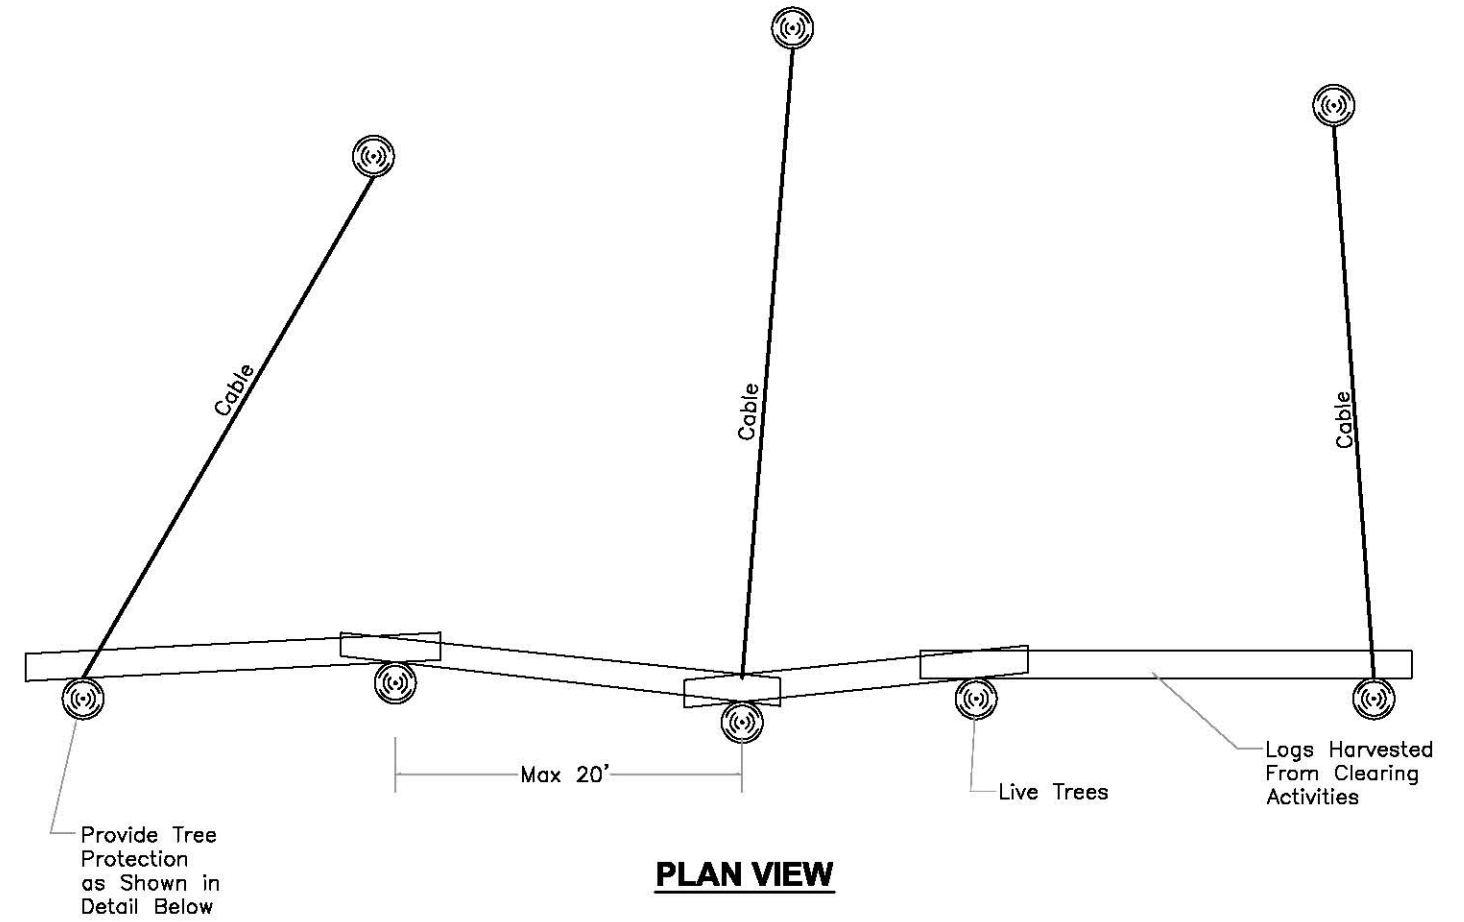 Cable
Cable
Cable
Max 20'
Logs Harvested
From Clearing
Activities
Live Trees
Provide Tree
Protection
as Shown in
Detail Below
PLAN VIEW